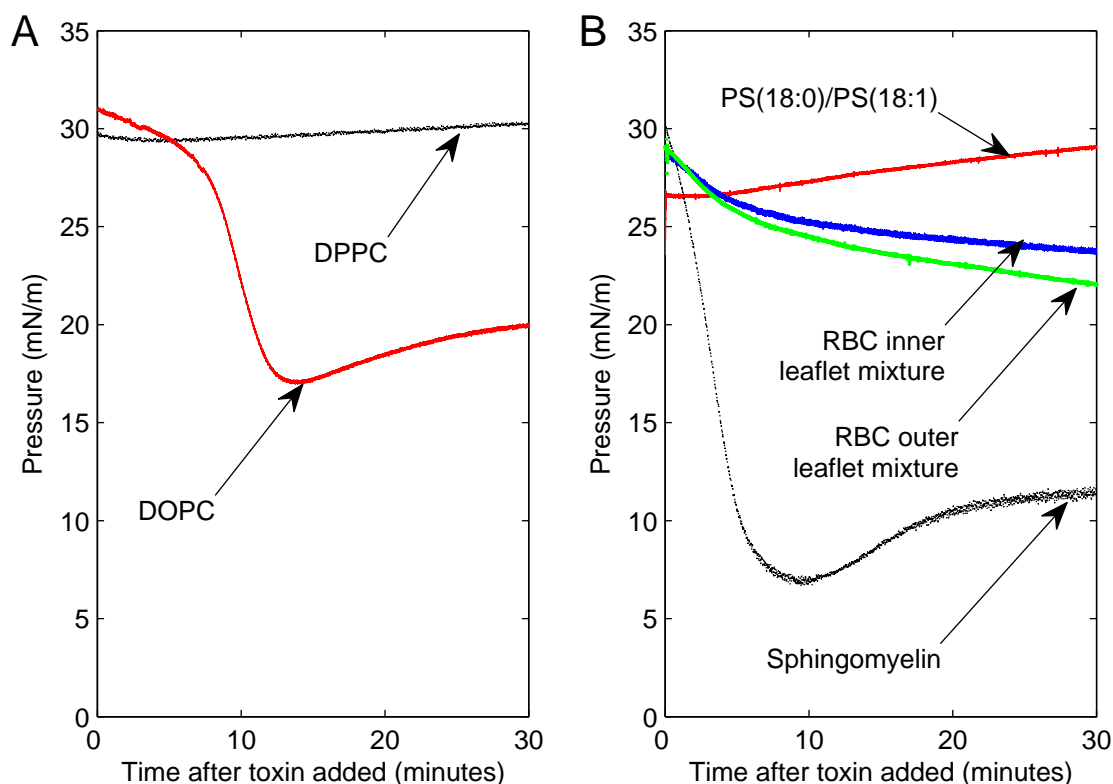 A
35
30
25
20
15
10
5
0
Pressure (mN/m)
DPPC
DOPC
0 10 20 30
Time after toxin added (minutes)
B
35
30
25
20
15
10
5
0
Pressure (mN/m)
PS(18:0)/PS(18:1)
RBC inner
leaflet mixture
RBC outer
leaflet mixture
Sphingomyelin
0 10 20 30
Time after toxin added (minutes)